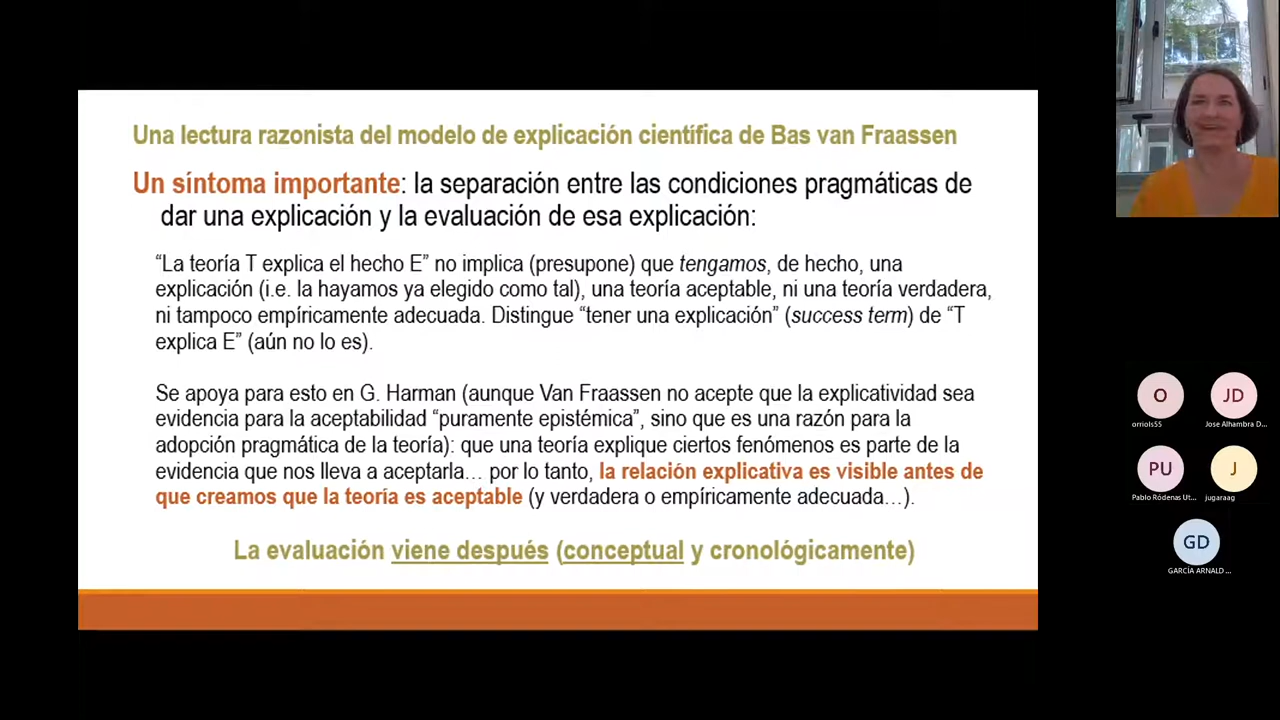 Una lectura razonista del modelo de explicación científica de Bas van Fraassen
Un síntoma importante: la separación entre las condiciones pragmáticas de
dar una explicación y la evaluación de esa explicación:
“La teoría T explica el hecho E” no implica (presupone) que tengamos, de hecho, una
explicación (i.e. la hayamos ya elegido como tal), una teoría aceptable, ni una teoría verdadera,
ni tampoco empíricamente adecuada. Distingue “tener una explicación” (success term) de “T
explica E” (aún no lo es).
Se apoya para esto en G. Harman (aunque Van Fraassen no acepte que la explicatividad sea
evidencia para la aceptabilidad “puramente epistémica”, sino que es una razón para la
adopción pragmática de la teoría): que una teoría explique ciertos fenómenos es parte de la
evidencia que nos lleva a aceptarla… por lo tanto, la relación explicativa es visible antes de
que creamos que la teoría es aceptable (y verdadera o empíricamente adecuada…).
La evaluación viene después (conceptual y cronológicamente)
O
orriols55
JD
Jose Alhambra D...
PU
Pablo Ródenas Ut...
J
jugaraag
GD
GARCÍA ARNALD ...